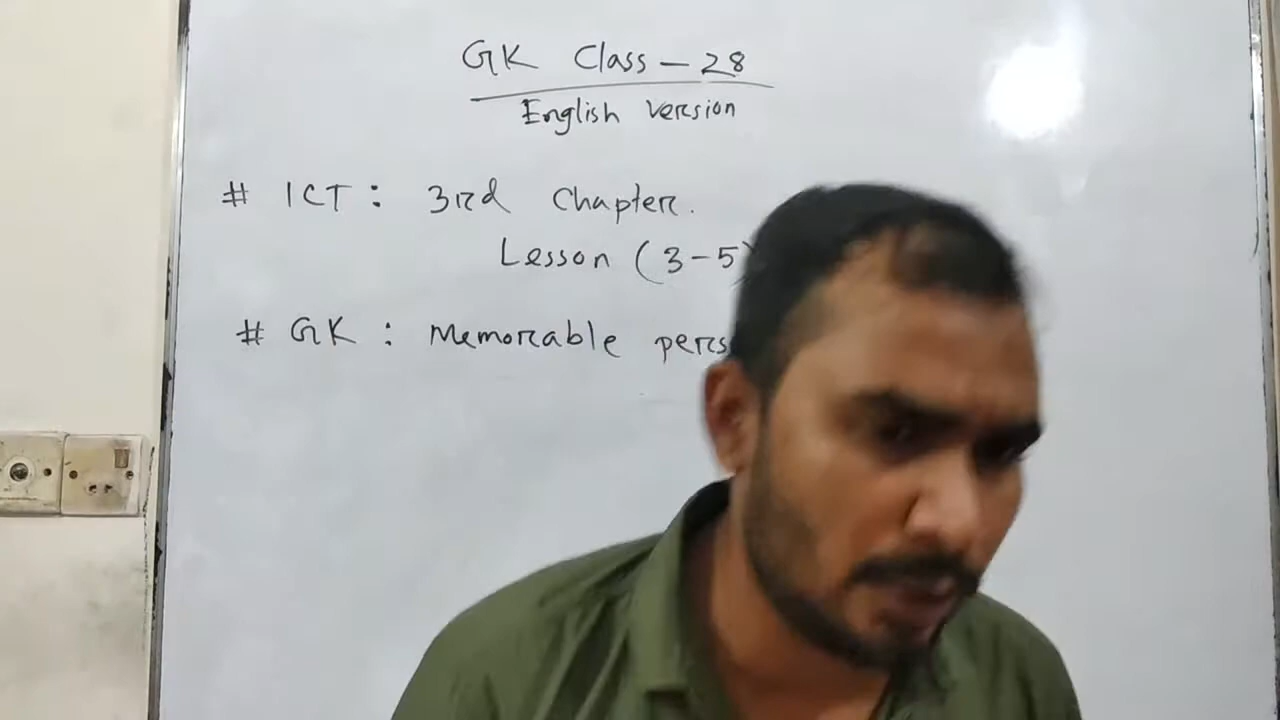 GK Class - 28
English version
# ICT : 3rd Chapter.
Lesson (3-5)
# GK : Memorable